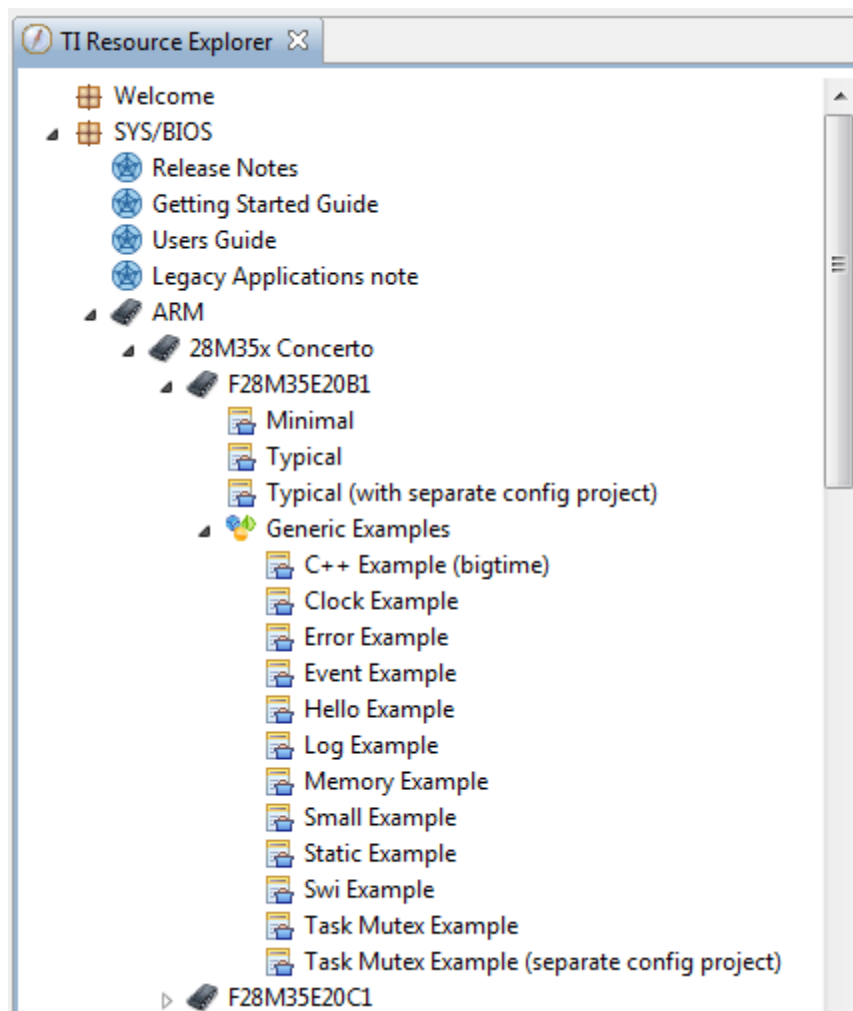 TI Resource Explorer
Welcome
SYS/BIOS
Release Notes
Getting Started Guide
Users Guide
Legacy Applications note
ARM
28M35x Concerto
F28M35E20B1
Minimal
Typical
Typical (with separate config project)
Generic Examples
C++ Example (bigtime)
Clock Example
Error Example
Event Example
Hello Example
Log Example
Memory Example
Small Example
Static Example
Swi Example
Task Mutex Example
Task Mutex Example (separate config project)
F28M35E20C1